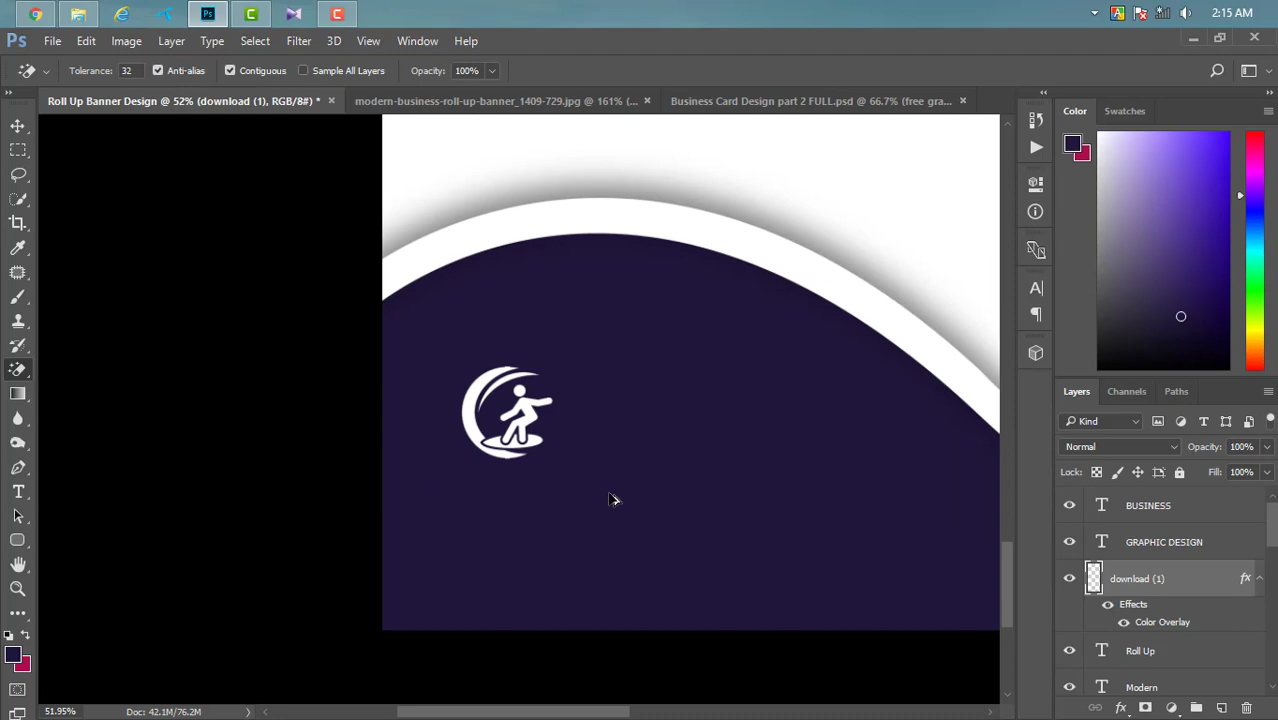 2:15 AM
Ps File Edit Image Layer Type Select Filter 3D View Window Help
Tolerance: 32 Anti-alias Contiguous Sample All Layers Opacity: 100%
Roll Up Banner Design @ 52% (download (1), RGB/8#) * modern-business-roll-up-banner_1409-729.jpg @ 161% (... Business Card Design part 2 FULL.psd @ 66.7% (free gra...
Color Swatches
Layers Channels Paths
Kind
Normal Opacity: 100%
Lock: Fill: 100%
BUSINESS
GRAPHIC DESIGN
download (1) fx
Effects
Color Overlay
Roll Up
Modern
51.95% Doc: 42.1M/76.2M